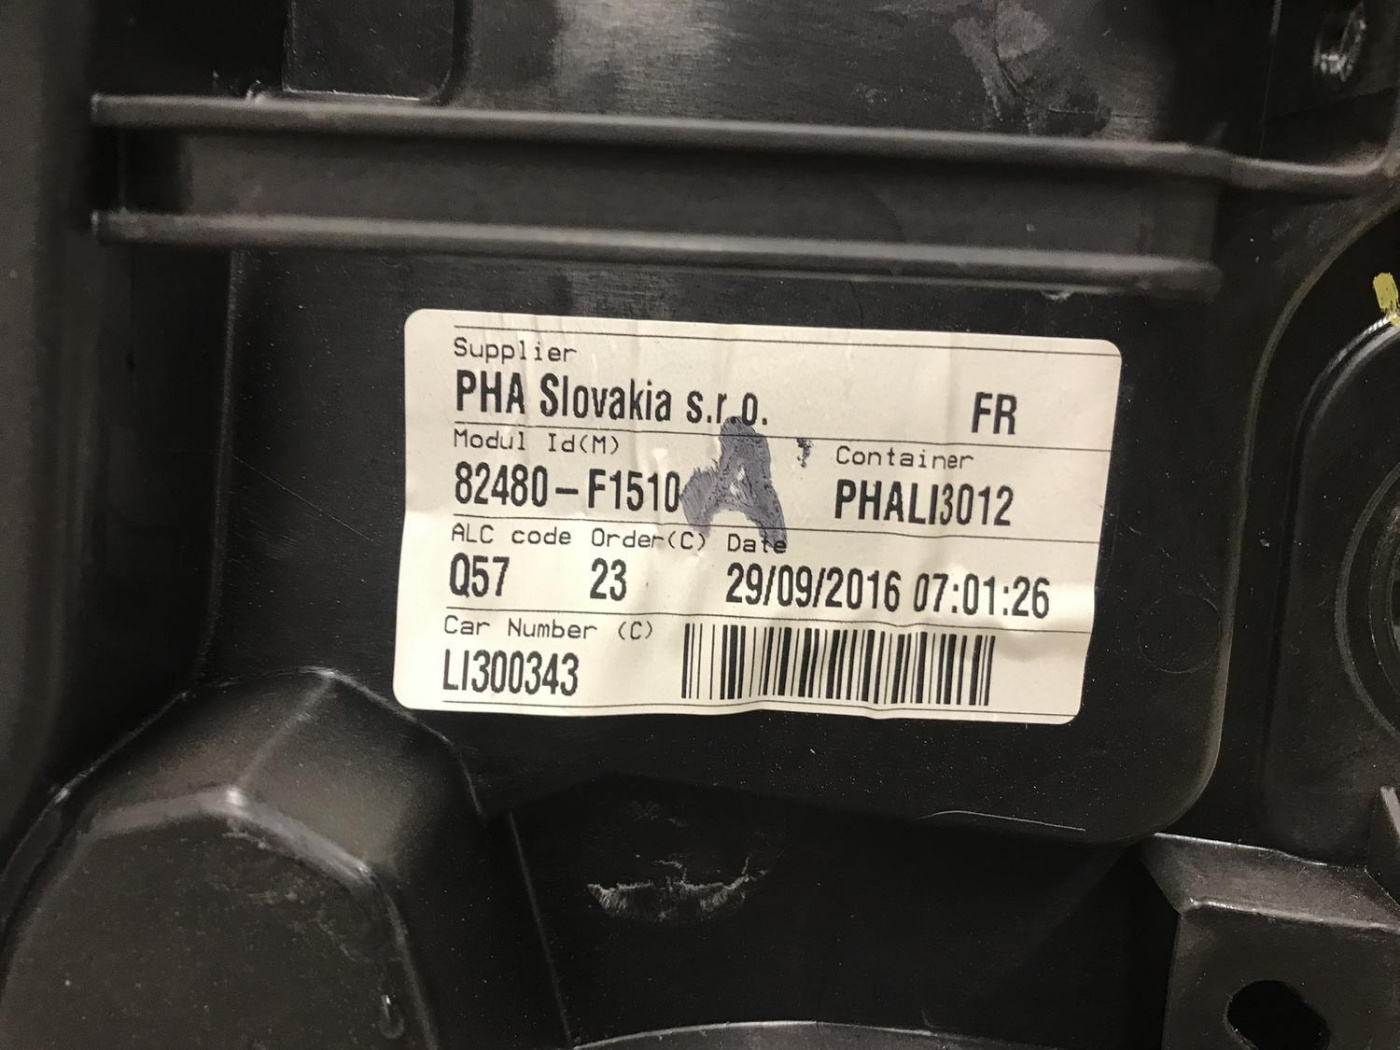 Supplier
PHA Slovakia s.r.o. FR
Modul Id(M) Container
82480-F1510 A PHALI3012
ALC code Order(C) Date
Q57 23 29/09/2016 07:01:26
Car Number (C)
LI300343